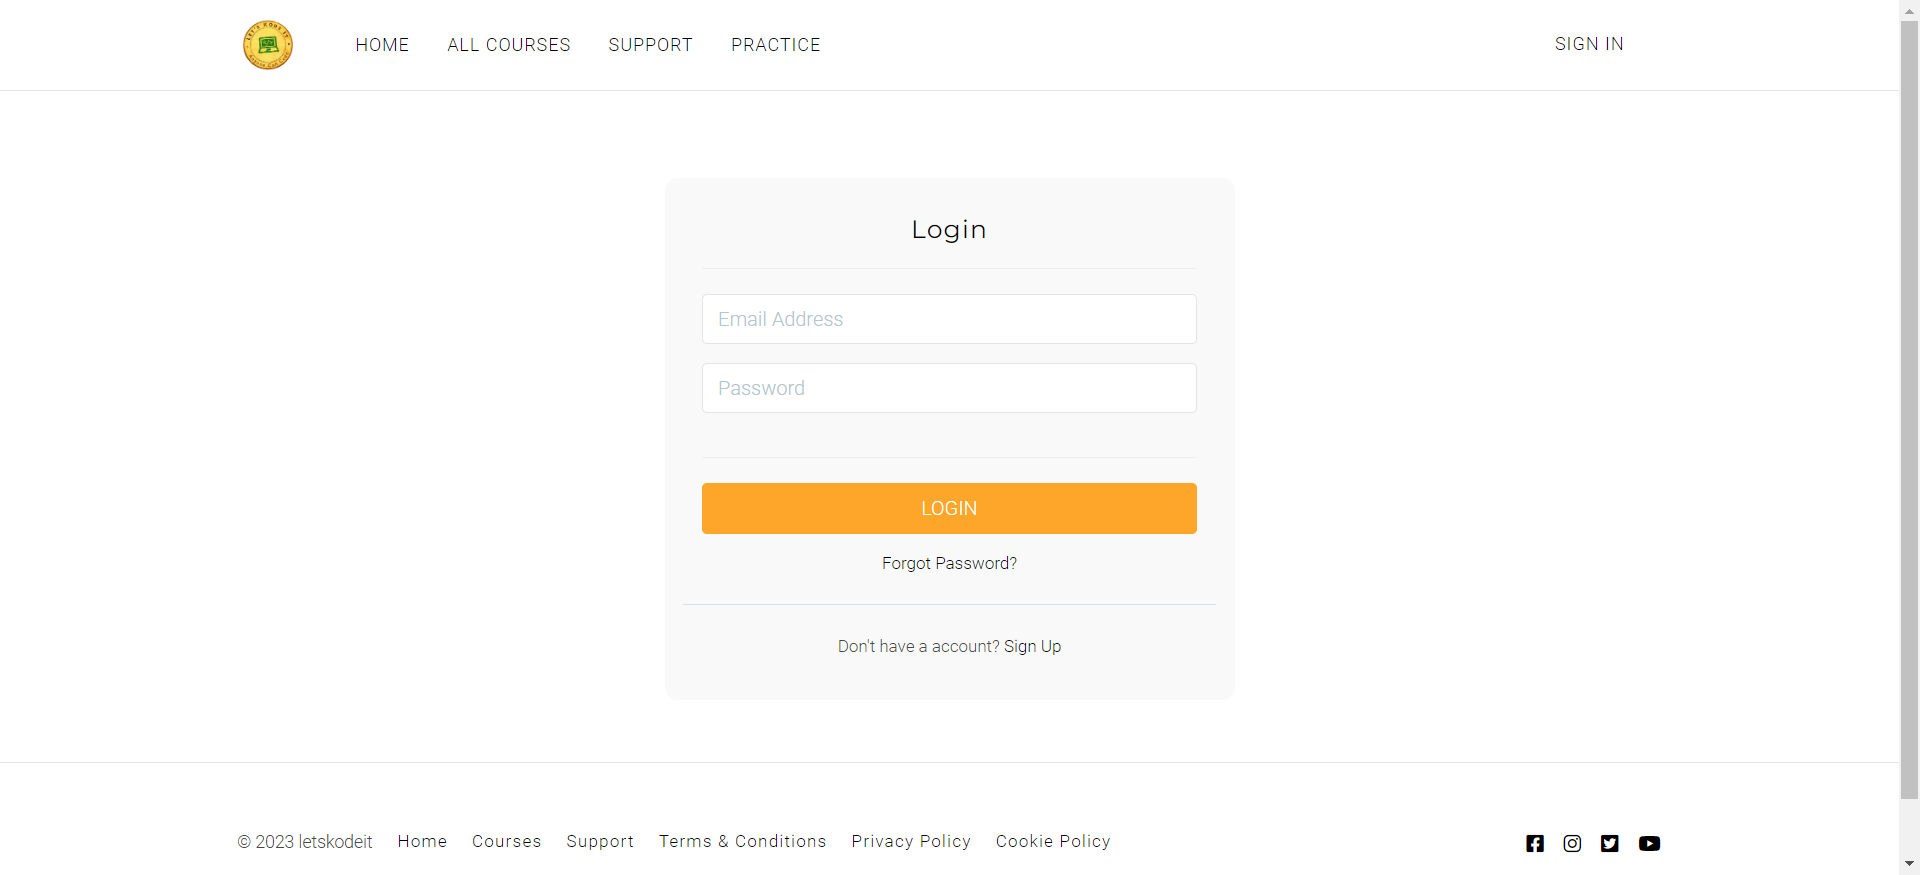 HOME ALL COURSES SUPPORT PRACTICE SIGN IN
Login
Email Address
Password
LOGIN
Forgot Password?
Don't have a account? Sign Up
© 2023 letskodeit Home Courses Support Terms & Conditions Privacy Policy Cookie Policy